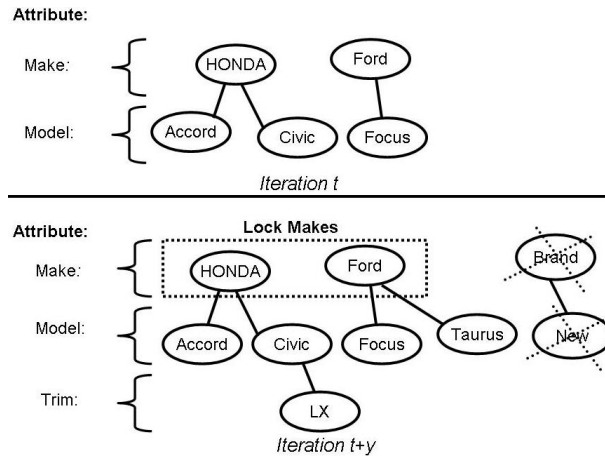 Attribute:
Make: HONDA Ford
Model: Accord Civic Focus
Iteration t
Attribute: Lock Makes
Make: HONDA Ford Brand
Model: Accord Civic Focus Taurus New
Trim: LX
Iteration t+y